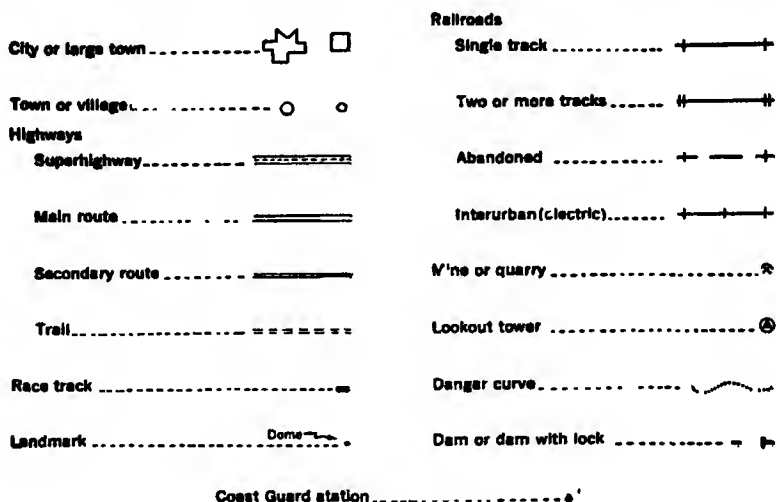 City or large town
Town or village
Highways
Superhighway
Main route
Secondary route
Trail
Race track
Landmark
Dome
Railroads
Single track
Two or more tracks
Abandoned
Interurban (electric)
Mine or quarry
Lookout tower
Danger curve
Dam or dam with lock
Coast Guard station